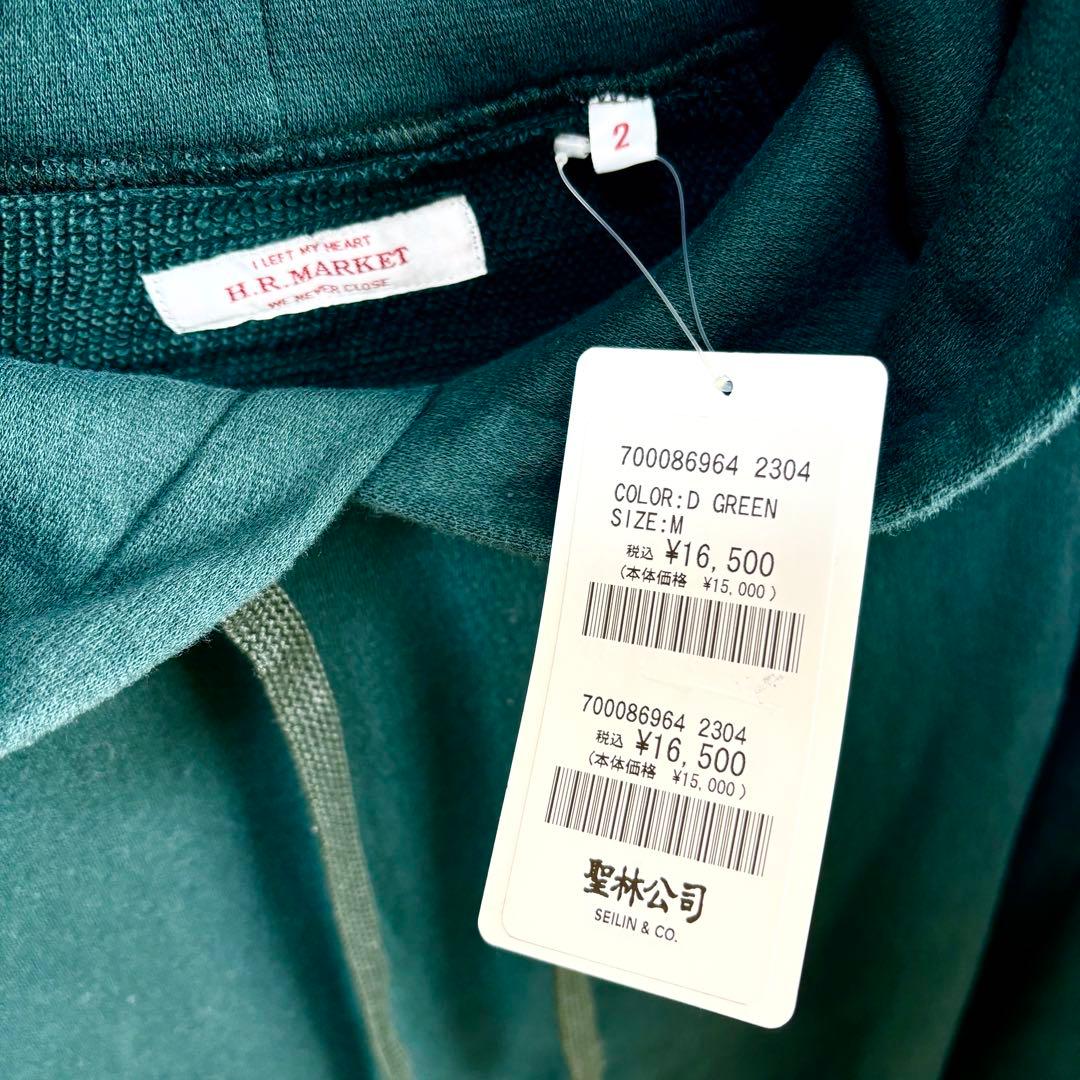 2
I LEFT MY HEART
H.R.MARKET
WE NEVER CLOSE
700086964 2304
COLOR:D GREEN
SIZE:M
税込 ¥16,500
(本体価格 ¥15,000)
700086964 2304
税込 ¥16,500
(本体価格 ¥15,000)
聖林公司
SEILIN & CO.